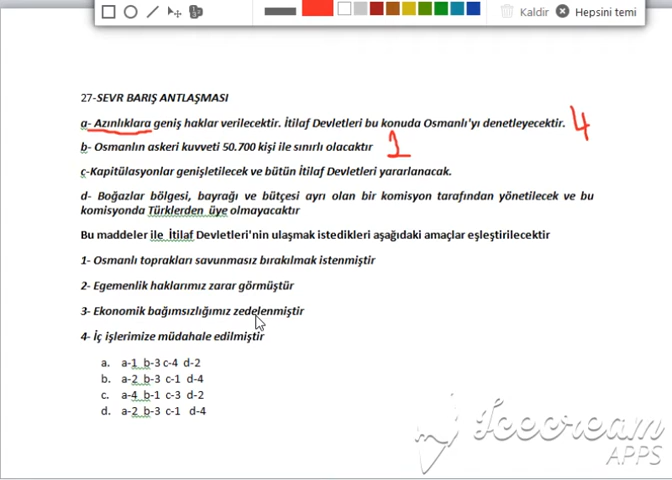 Kaldir
Hepsini temi
27-SEVR BARIŞ ANTLAŞMASI
a- Azınlıklara geniş haklar verilecektir. İtilaf Devletleri bu konuda Osmanlı'yı denetleyecektir. 4
b- Osmanlın askeri kuvveti 50.700 kişi ile sınırlı olacaktır 1
c-Kapitülasyonlar genişletilecek ve bütün İtilaf Devletleri yararlanacak.
d- Boğazlar bölgesi, bayrağı ve bütçesi ayrı olan bir komisyon tarafından yönetilecek ve bu
komisyonda Türklerden üye olmayacaktır
Bu maddeler ile İtilaf Devletleri'nin ulaşmak istedikleri aşağıdaki amaçlar eşleştirilecektir
1- Osmanlı toprakları savunmasız bırakılmak istenmiştir
2- Egemenlik haklarımız zarar görmüştür
3- Ekonomik bağımsızlığımız zedelenmiştir
4- İç işlerimize müdahale edilmiştir
a. a-1 b-3 c-4 d-2
b. a-2 b-3 c-1 d-4
c. a-4 b-1 c-3 d-2
d. a-2 b-3 c-1 d-4
Icecream
APPS